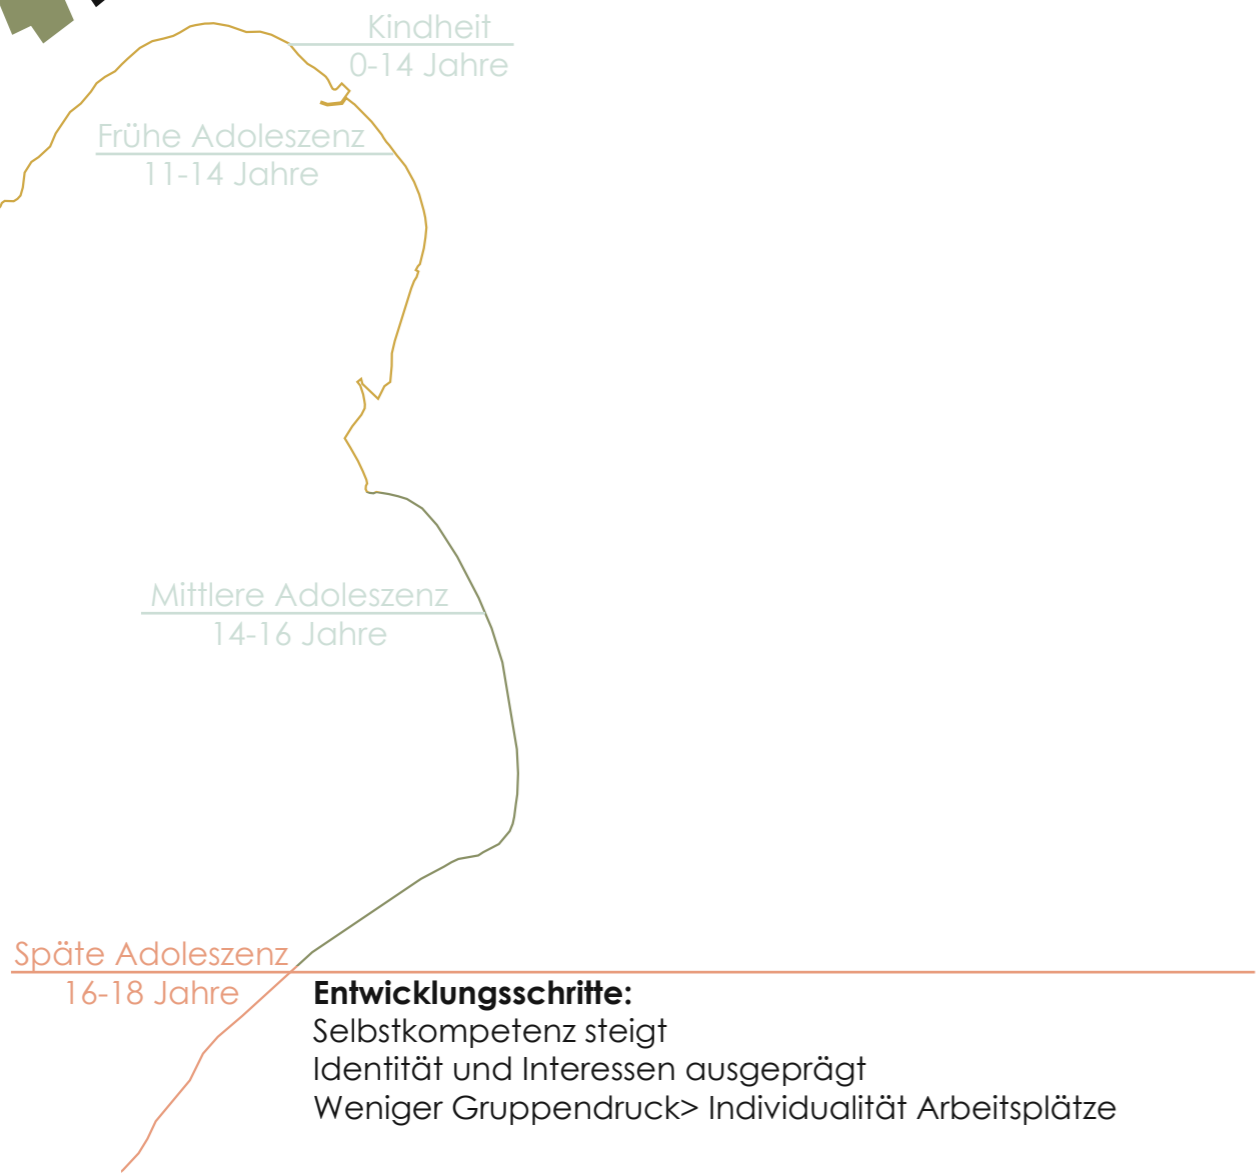 Kindheit
0-14 Jahre
Frühe Adoleszenz
11-14 Jahre
Mittlere Adoleszenz
14-16 Jahre
Späte Adoleszenz
16-18 Jahre
Entwicklungsschritte:
Selbstkompetenz steigt
Identität und Interessen ausgeprägt
Weniger Gruppendruck> Individualität Arbeitsplätze